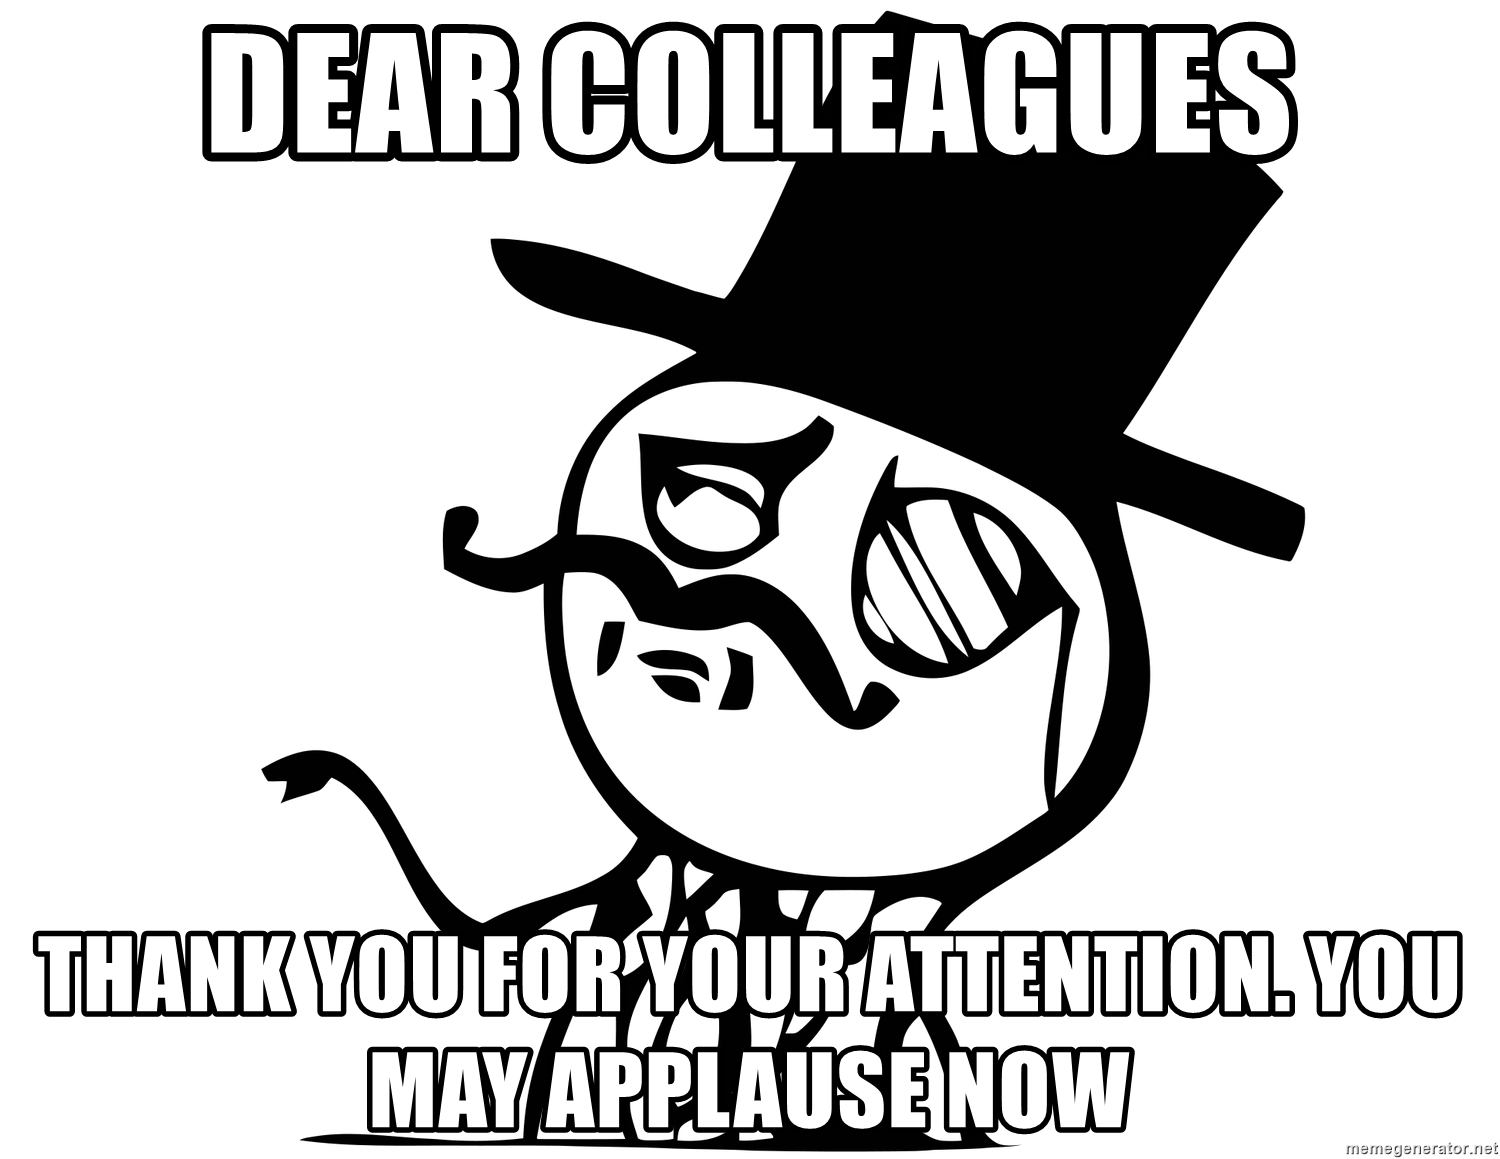 DEAR COLLEAGUES
THANK YOU FOR YOUR ATTENTION. YOU
MAY APPLAUSE NOW
memegenerator.net